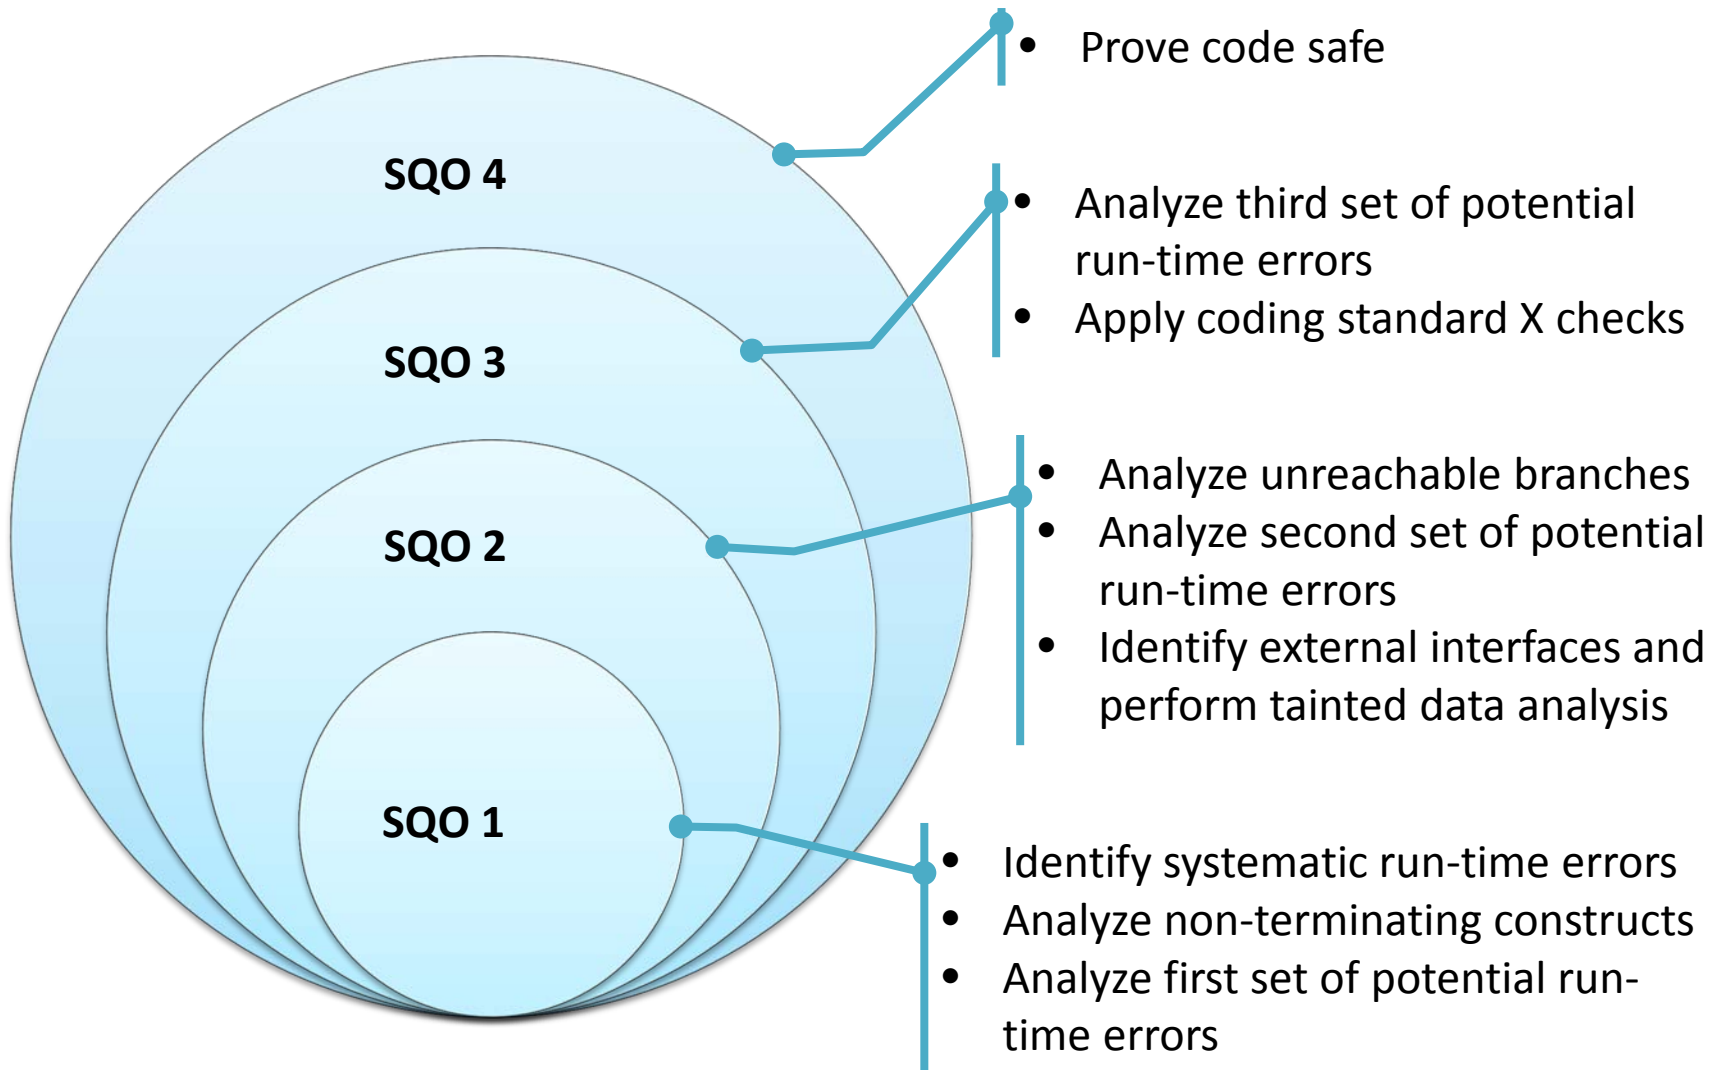 SQO 4
SQO 3
SQO 2
SQO 1
• Prove code safe
• Analyze third set of potential
run-time errors
• Apply coding standard X checks
• Analyze unreachable branches
• Analyze second set of potential
run-time errors
• Identify external interfaces and
perform tainted data analysis
• Identify systematic run-time errors
• Analyze non-terminating constructs
• Analyze first set of potential run-
time errors